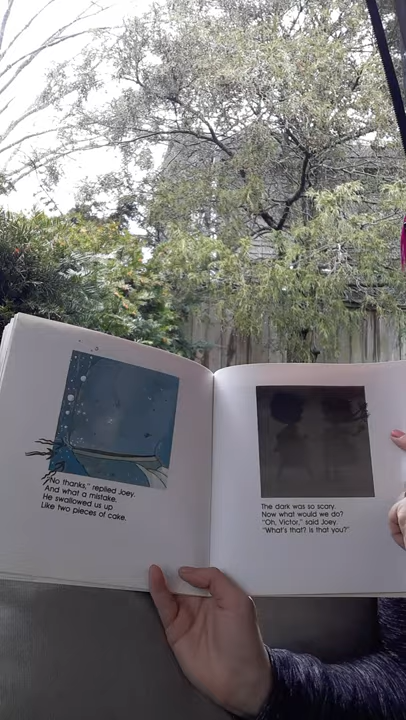 "No thanks," replied Joey.
And what a mistake.
He swallowed us up
Like two pieces of cake.
The dark was so scary.
Now what would we do?
"Oh, Victor," said Joey.
"What's that? Is that you?"